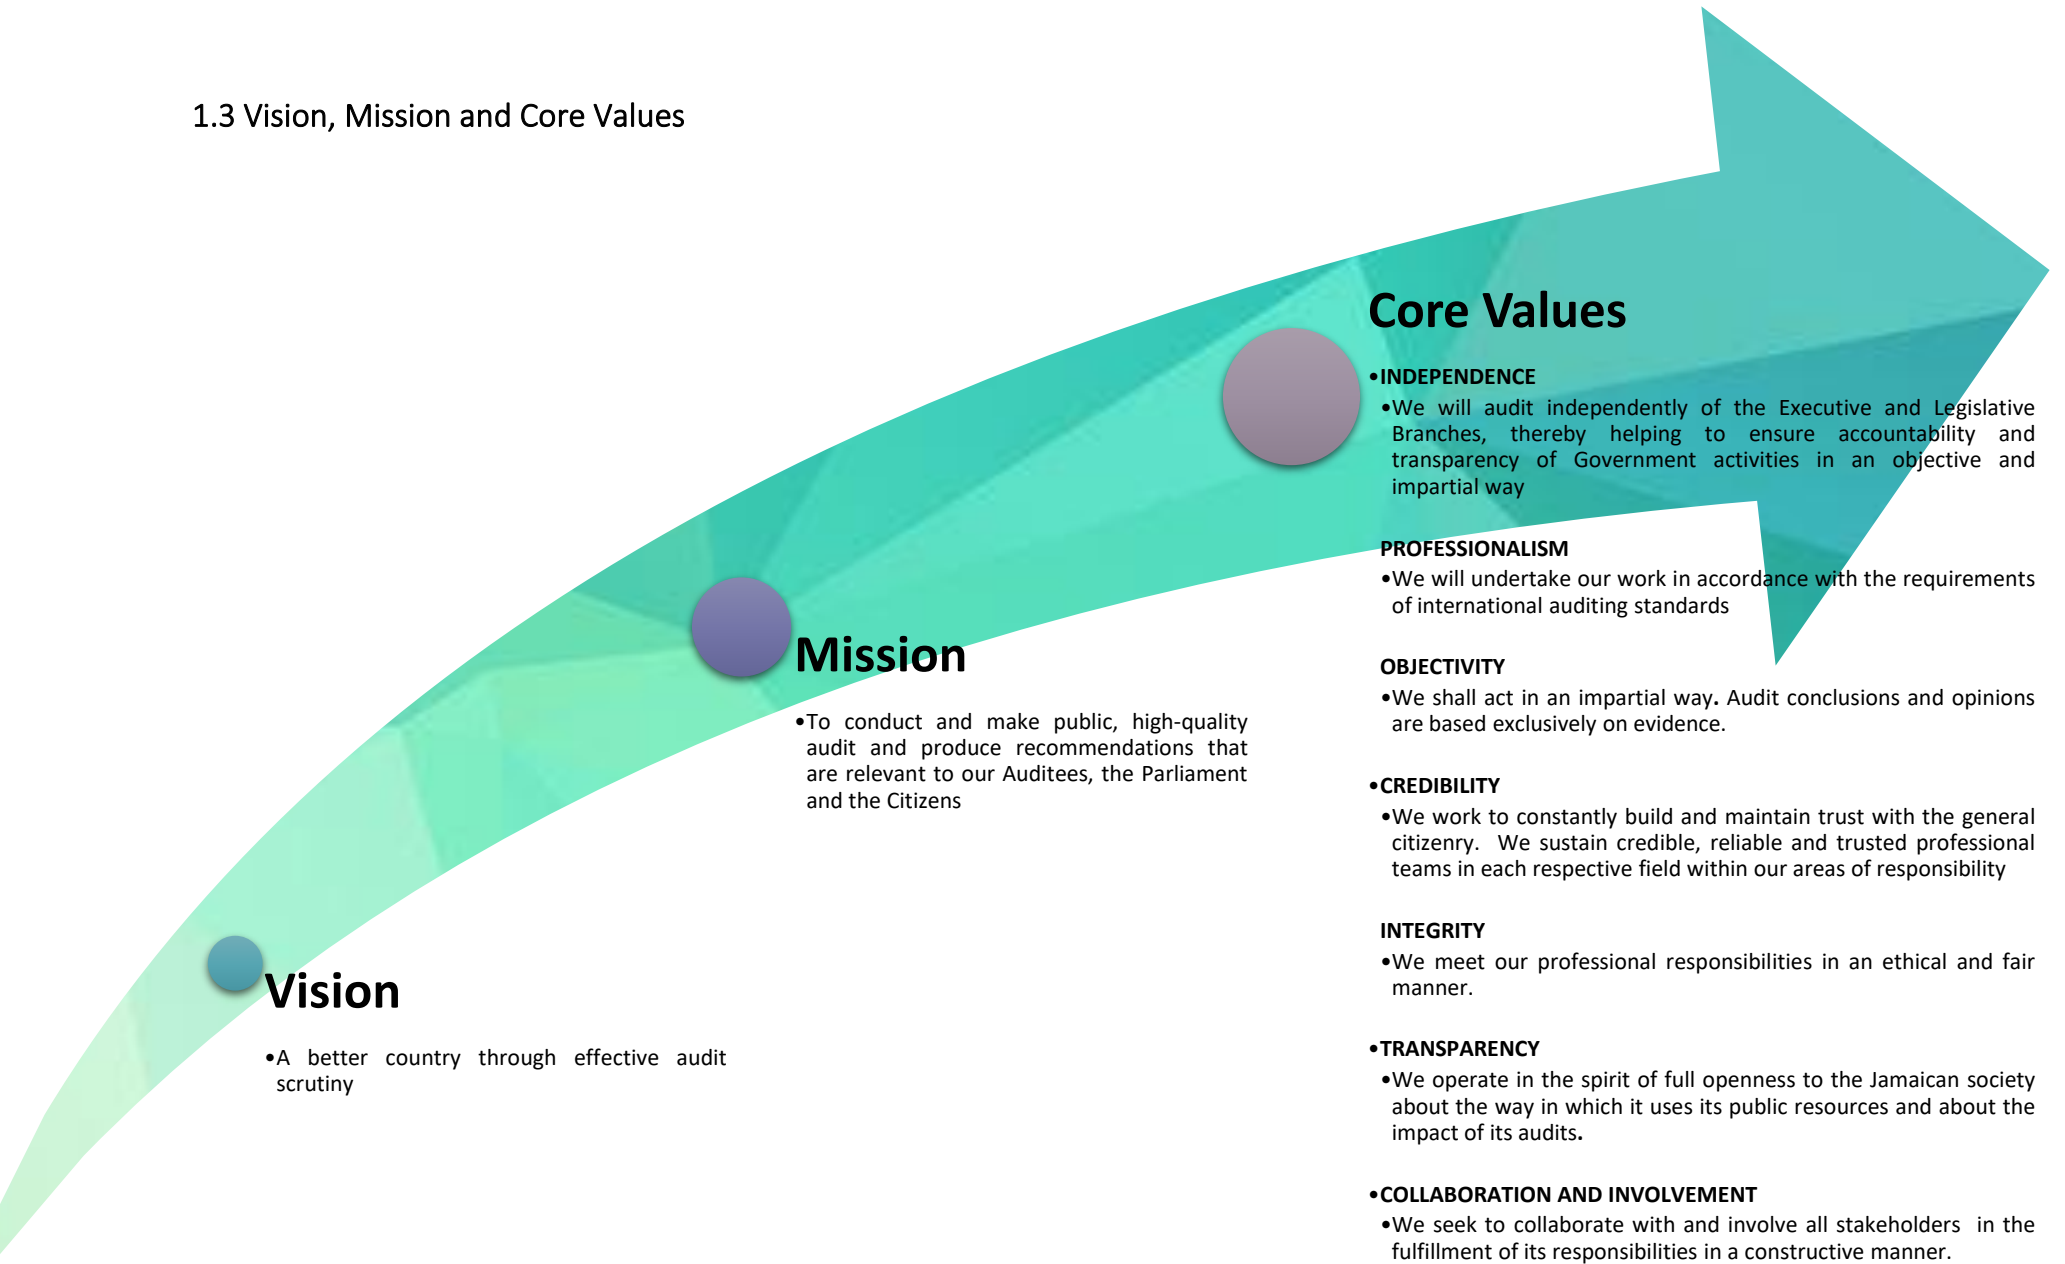 1.3 Vision, Mission and Core Values
Vision
•A better country through effective audit
scrutiny
Mission
•To conduct and make public, high-quality
audit and produce recommendations that
are relevant to our Auditees, the Parliament
and the Citizens
Core Values
•INDEPENDENCE
•We will audit independently of the Executive and Legislative
Branches, thereby helping to ensure accountability and
transparency of Government activities in an objective and
impartial way
PROFESSIONALISM
•We will undertake our work in accordance with the requirements
of international auditing standards
OBJECTIVITY
•We shall act in an impartial way. Audit conclusions and opinions
are based exclusively on evidence.
•CREDIBILITY
•We work to constantly build and maintain trust with the general
citizenry.  We sustain credible, reliable and trusted professional
teams in each respective field within our areas of responsibility
INTEGRITY
•We meet our professional responsibilities in an ethical and fair
manner.
•TRANSPARENCY
•We operate in the spirit of full openness to the Jamaican society
about the way in which it uses its public resources and about the
impact of its audits.
•COLLABORATION AND INVOLVEMENT
•We seek to collaborate with and involve all stakeholders  in the
fulfillment of its responsibilities in a constructive manner.